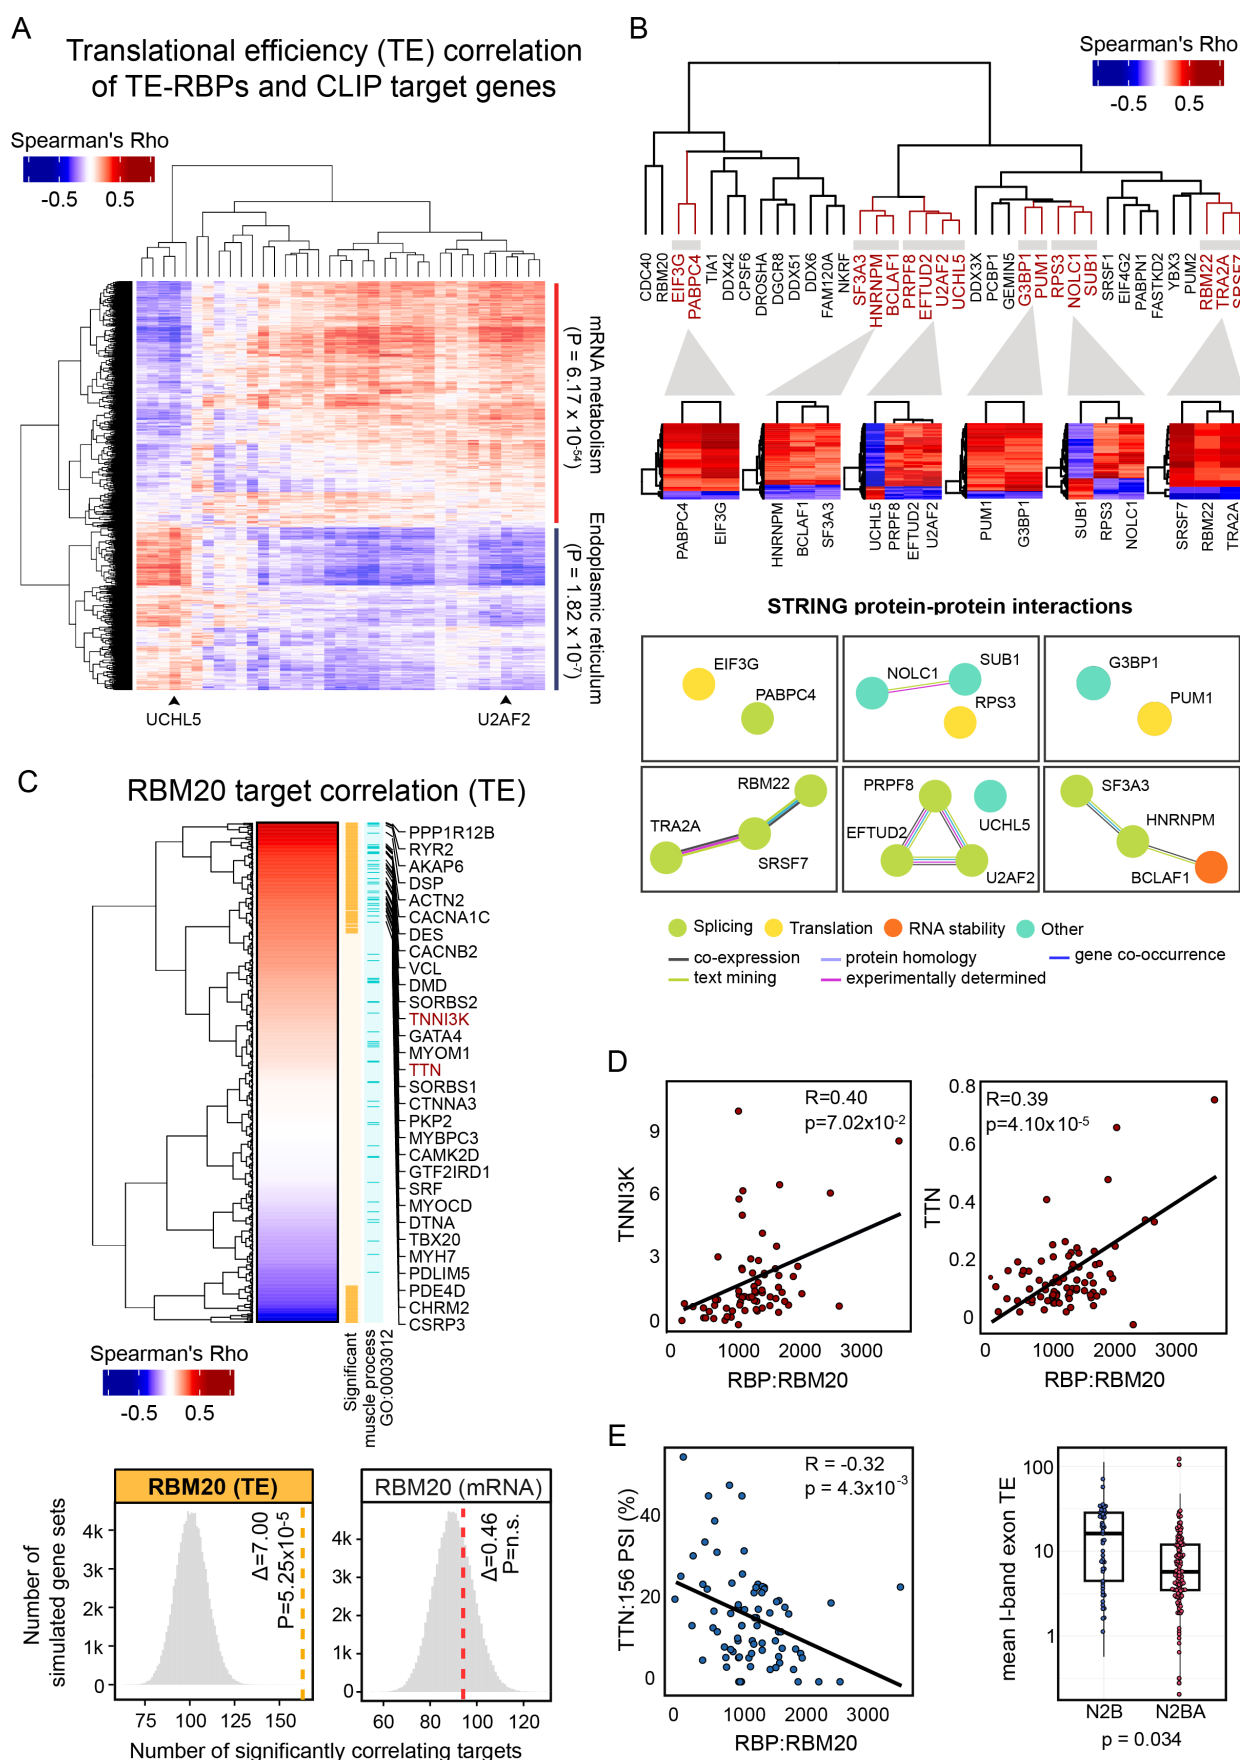 A
Translational efficiency (TE) correlation
of TE-RBPs and CLIP target genes
Spearman's Rho
-0.5 0.5
mRNA metabolism
(P = 6.17 x 10-54)
Endoplasmic reticulum
(P = 1.82 x 10-7)
UCHL5 U2AF2
B
Spearman's Rho
-0.5 0.5
CDC40
RBM20
EIF3G
PABPC4
TIA1
DDX42
CPSF6
DROSHA
DGCR8
DDX51
DDX6
FAM120A
NKRF
SF3A3
HNRNPM
BCLAF1
PRPF8
EFTUD2
U2AF2
UCHL5
DDX3X
PCBP1
GEMIN5
G3BP1
PUM1
RPS3
NOLC1
SUB1
SRSF1
EIF4G2
PABPN1
FASTKD2
YBX3
PUM2
RBM22
TRA2A
SRSF7
PABPC4
EIF3G
HNRNPM
BCLAF1
SF3A3
UCHL5
PRPF8
EFTUD2
U2AF2
PUM1
G3BP1
SUB1
RPS3
NOLC1
SRSF7
RBM22
TRA2A
STRING protein-protein interactions
EIF3G
PABPC4
NOLC1
SUB1
RPS3
G3BP1
PUM1
RBM22
TRA2A
SRSF7
PRPF8
EFTUD2
UCHL5
U2AF2
SF3A3
HNRNPM
BCLAF1
Splicing Translation RNA stability Other
co-expression protein homology gene co-occurrence
text mining experimentally determined
C
RBM20 target correlation (TE)
PPP1R12B
RYR2
AKAP6
DSP
ACTN2
CACNA1C
DES
CACNB2
VCL
DMD
SORBS2
TNNI3K
GATA4
MYOM1
TTN
SORBS1
CTNNA3
PKP2
MYBPC3
CAMK2D
GTF2IRD1
SRF
MYOCD
DTNA
TBX20
MYH7
PDLIM5
PDE4D
CHRM2
CSRP3
Spearman's Rho
-0.5 0.5
Significant
muscle process
GO:0003012
RBM20 (TE)
Δ=7.00
P=5.25x10-5
Number of
simulated gene sets
4k
3k
2k
1k
0
75 100 125 150
RBM20 (mRNA)
Δ=0.46
P=n.s.
4k
3k
2k
1k
0
60 80 100 120
Number of significantly correlating targets
D
R=0.40
p=7.02x10-2
TNNI3K
9
6
3
0
0 1000 2000 3000
RBP:RBM20
R=0.39
p=4.10x10-5
TTN
0.8
0.6
0.4
0.2
0
0 1000 2000 3000
RBP:RBM20
E
R = -0.32
p = 4.3x10-3
TTN:156 PSI (%)
40
20
0
0 1000 2000 3000
RBP:RBM20
mean I-band exon TE
100
10
1
N2B N2BA
p = 0.034